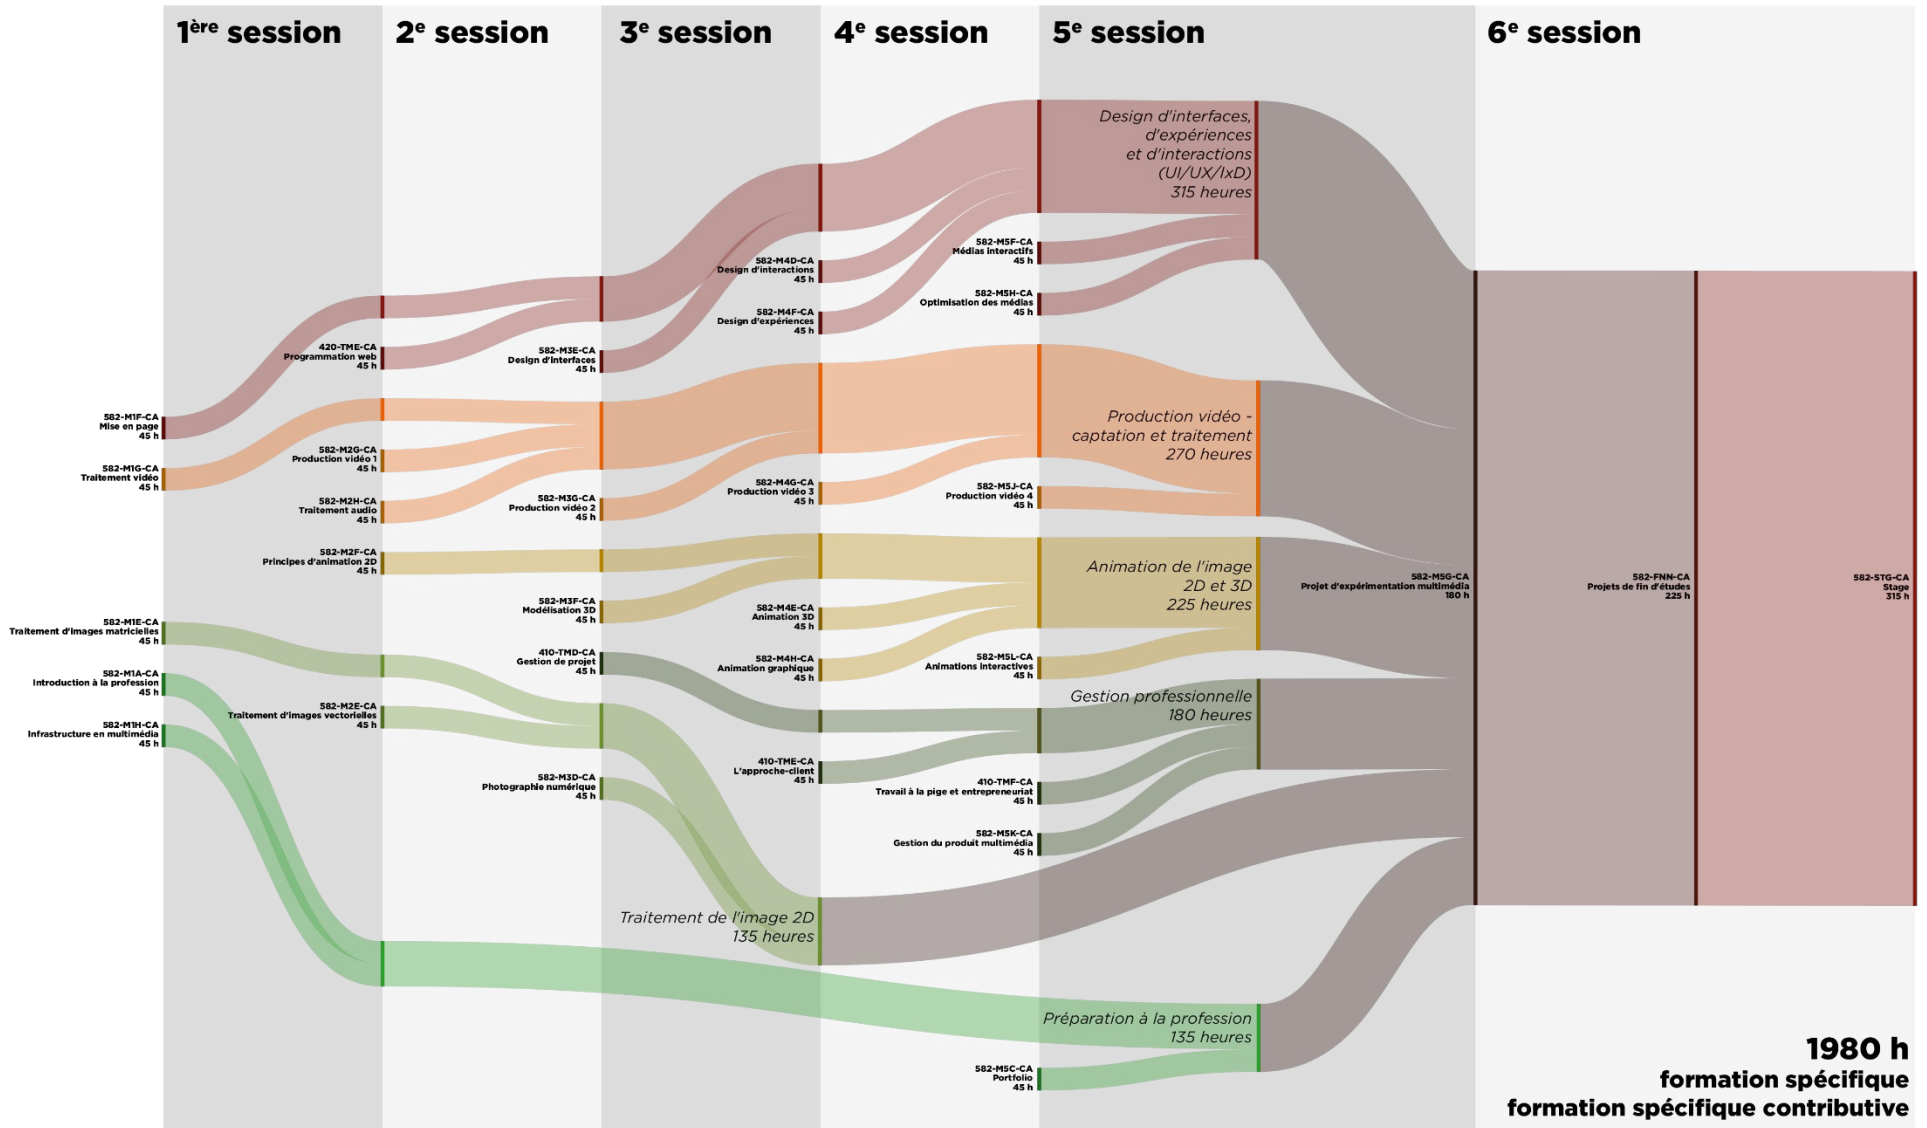 1ère session
2e session
3e session
4e session
5e session
6e session
Design d'interfaces,
d'expériences
et d'interactions
(UI/UX/IxD)
315 heures
582-M5F-CA
Médias interactifs
45 h
582-M4D-CA
Design d'interactions
45 h
582-M5H-CA
Optimisation des médias
45 h
582-M4F-CA
Design d'expériences
45 h
420-TME-CA
Programmation web
45 h
582-M3E-CA
Design d'interfaces
45 h
582-M1F-CA
Mise en page
45 h
Production vidéo -
captation et traitement
270 heures
582-M2G-CA
Production vidéo 1
45 h
582-M1G-CA
Traitement vidéo
45 h
582-M4G-CA
Production vidéo 3
45 h
582-M5J-CA
Production vidéo 4
45 h
582-M3G-CA
Production vidéo 2
45 h
582-M2H-CA
Traitement audio
45 h
582-M2F-CA
Principes d'animation 2D
45 h
Animation de l'image
2D et 3D
225 heures
582-M5G-CA
Projet d'expérimentation multimédia
180 h
582-FNN-CA
Projets de fin d'études
225 h
582-STG-CA
Stage
315 h
582-M3F-CA
Modélisation 3D
45 h
582-M4E-CA
Animation 3D
45 h
582-M1E-CA
Traitement d'images matricielles
45 h
410-TMD-CA
Gestion de projet
45 h
582-M4H-CA
Animation graphique
45 h
582-M5L-CA
Animations interactives
45 h
582-M1A-CA
Introduction à la profession
45 h
Gestion professionnelle
180 heures
582-M2E-CA
Traitement d'images vectorielles
45 h
582-M1H-CA
Infrastructure en multimédia
45 h
410-TME-CA
L'approche-client
45 h
582-M3D-CA
Photographie numérique
45 h
410-TMF-CA
Travail à la pige et entrepreneuriat
45 h
582-M5K-CA
Gestion du produit multimédia
45 h
Traitement de l'image 2D
135 heures
Préparation à la profession
135 heures
582-M5C-CA
Portfolio
45 h
1980 h
formation spécifique
formation spécifique contributive